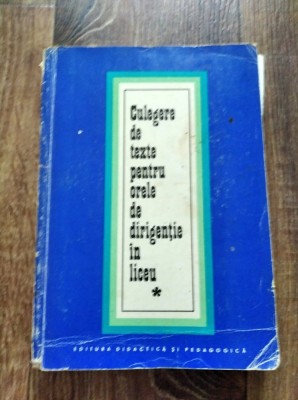 Culegere
de
texte
pentru
orele
de
dirigenție
în
liceu
*
EDITURA DIDACTICĂ ȘI PEDAGOGICĂ